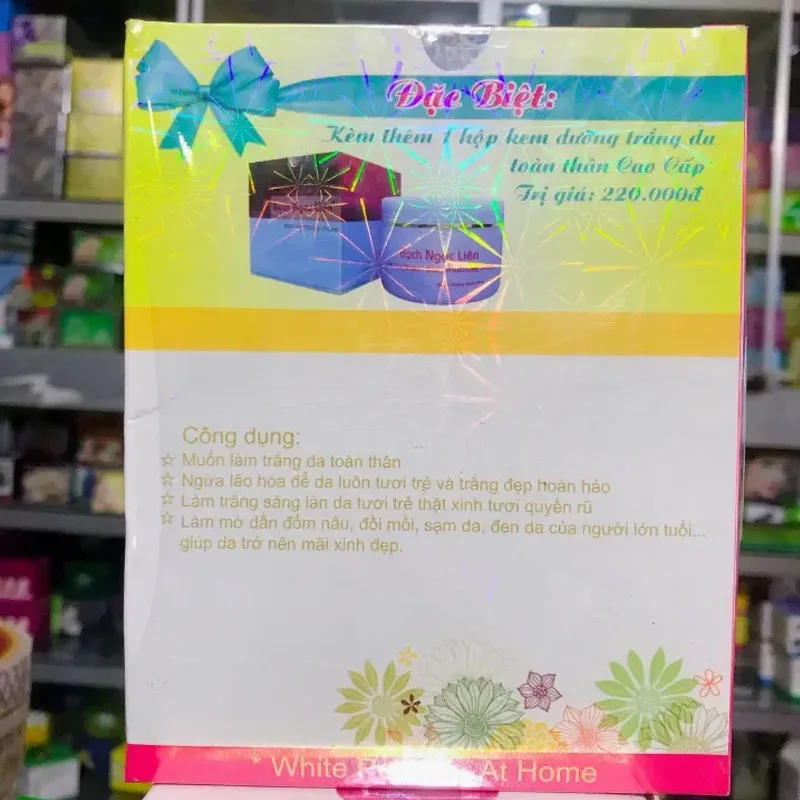 Đặc Biệt:
Kèm thêm 1 hộp kem dưỡng trắng da
toàn thân Cao Cấp
Trị giá: 220.000đ
Bạch Ngọc Liên
Công dụng:
☆ Muốn làm trắng da toàn thân
☆ Ngừa lão hóa để da luôn tươi trẻ và trắng đẹp hoàn hảo
☆ Làm trắng sáng làn da tươi trẻ thật xinh tươi quyến rũ
☆ Làm mờ dần đốm nâu, đồi mồi, sạm da, đen da của người lớn tuổi...
giúp da trở nên mãi xinh đẹp.
White At Home